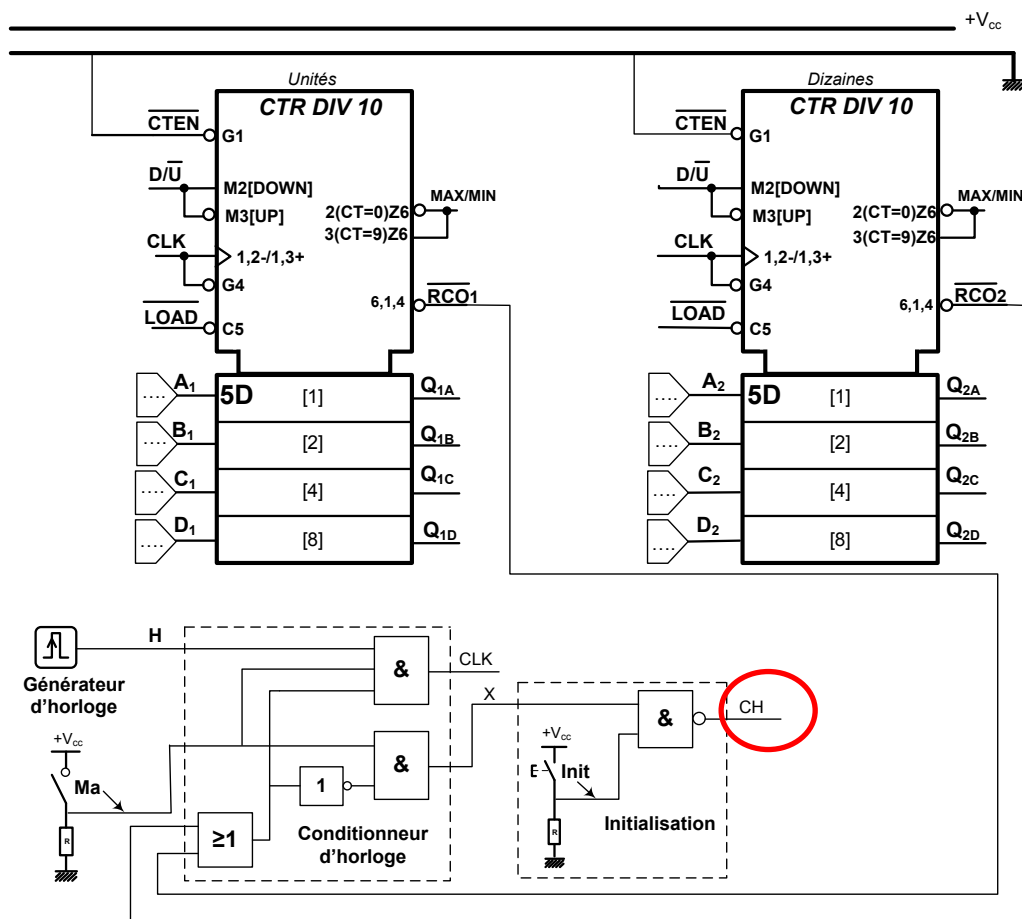 +Vcc
Unités
CTR DIV 10
CTEN
G1
D/U
M2[DOWN]
M3[UP]
MAX/MIN
2(CT=0)Z6
3(CT=9)Z6
CLK
1,2-/1,3+
G4
6,1,4
RCO1
LOAD
C5
A1
5D
[1]
Q1A
B1
[2]
Q1B
C1
[4]
Q1C
D1
[8]
Q1D
....
....
....
....
Dizaines
CTR DIV 10
CTEN
G1
D/U
M2[DOWN]
M3[UP]
MAX/MIN
2(CT=0)Z6
3(CT=9)Z6
CLK
1,2-/1,3+
G4
6,1,4
RCO2
LOAD
C5
A2
5D
[1]
Q2A
B2
[2]
Q2B
C2
[4]
Q2C
D2
[8]
Q2D
....
....
....
....
H
Générateur
d'horloge
&
CLK
+Vcc
Ma
R
1
&
X
≥1
Conditionneur
d'horloge
&
CH
+Vcc
E
Init
R
Initialisation